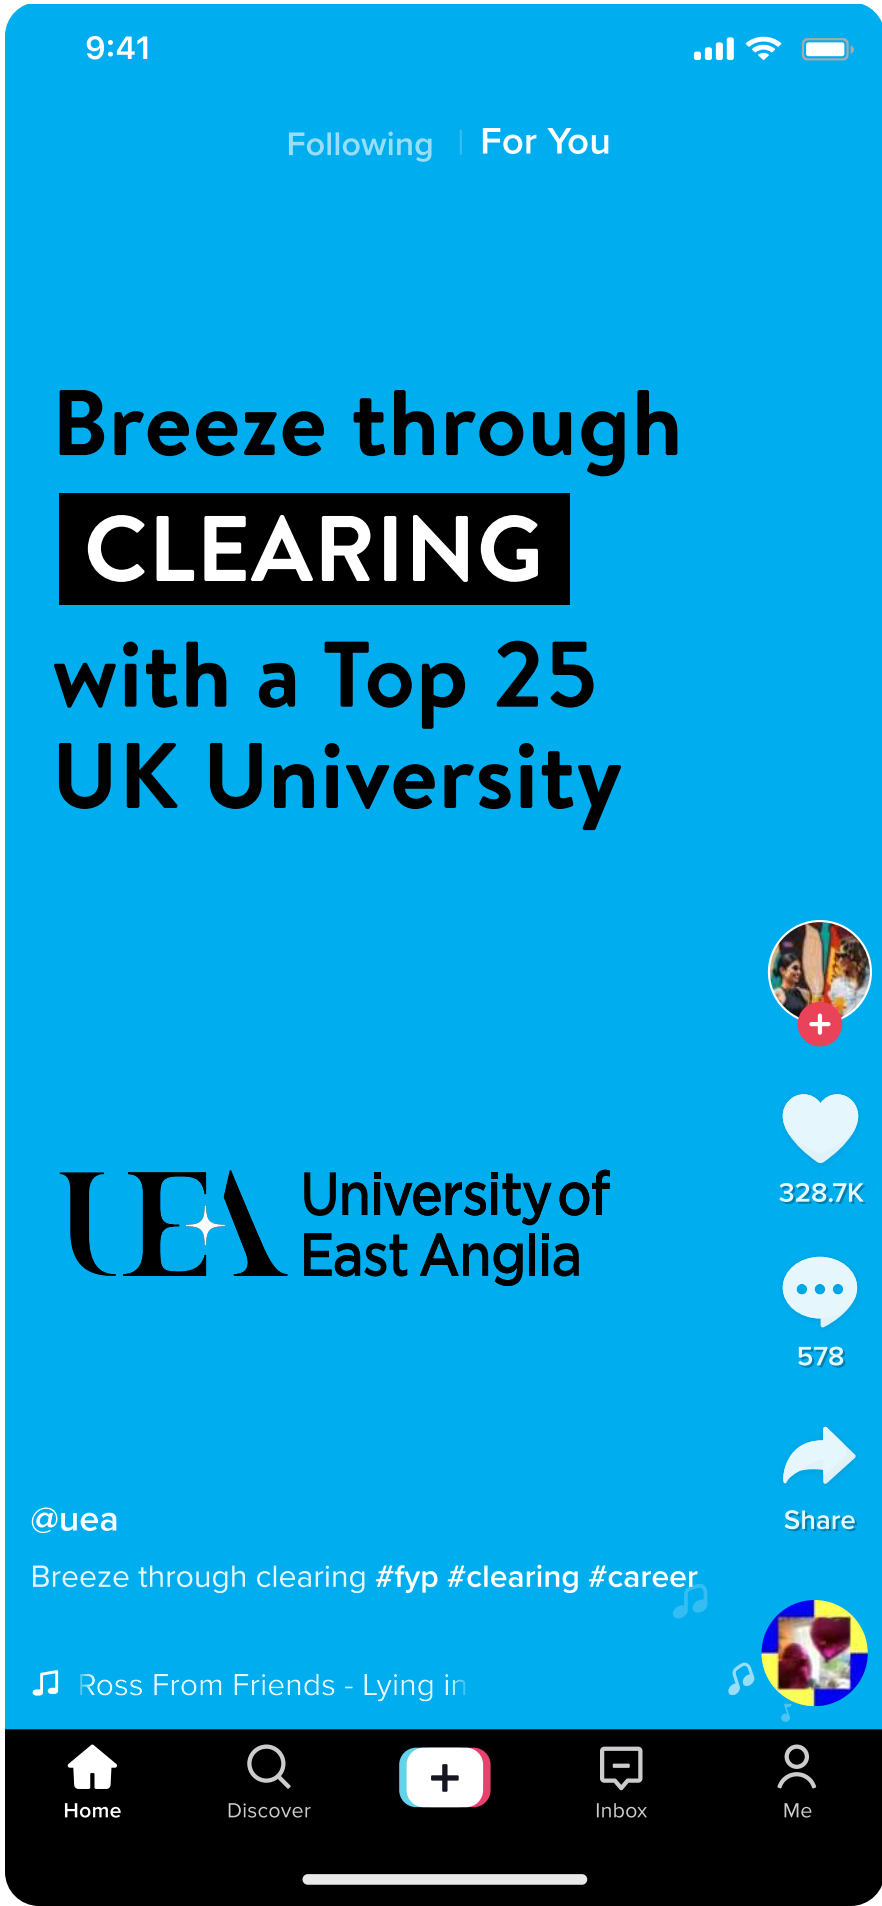 9:41
Following | For You
Breeze through
CLEARING
with a Top 25
UK University
328.7K
UEA University of
East Anglia
578
Share
@uea
Breeze through clearing #fyp #clearing #career
Ross From Friends - Lying in
Home Discover Inbox Me